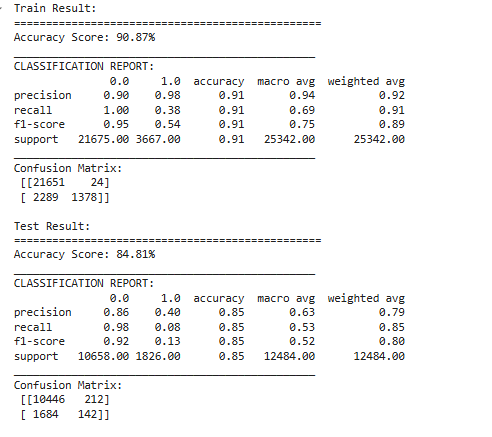 Train Result:
================================================
Accuracy Score: 90.87%
_______________________________________________
CLASSIFICATION REPORT:
               0.0     1.0  accuracy  macro avg  weighted avg
precision     0.90    0.98      0.91       0.94          0.92
recall        1.00    0.38      0.91       0.69          0.91
f1-score      0.95    0.54      0.91       0.75          0.89
support   21675.00 3667.00      0.91   25342.00      25342.00
_______________________________________________
Confusion Matrix:
[[21651    24]
[ 2289  1378]]
Test Result:
================================================
Accuracy Score: 84.81%
_______________________________________________
CLASSIFICATION REPORT:
               0.0     1.0  accuracy  macro avg  weighted avg
precision     0.86    0.40      0.85       0.63          0.79
recall        0.98    0.08      0.85       0.53          0.85
f1-score      0.92    0.13      0.85       0.52          0.80
support   10658.00 1826.00      0.85   12484.00      12484.00
_______________________________________________
Confusion Matrix:
[[10446   212]
[ 1684   142]]